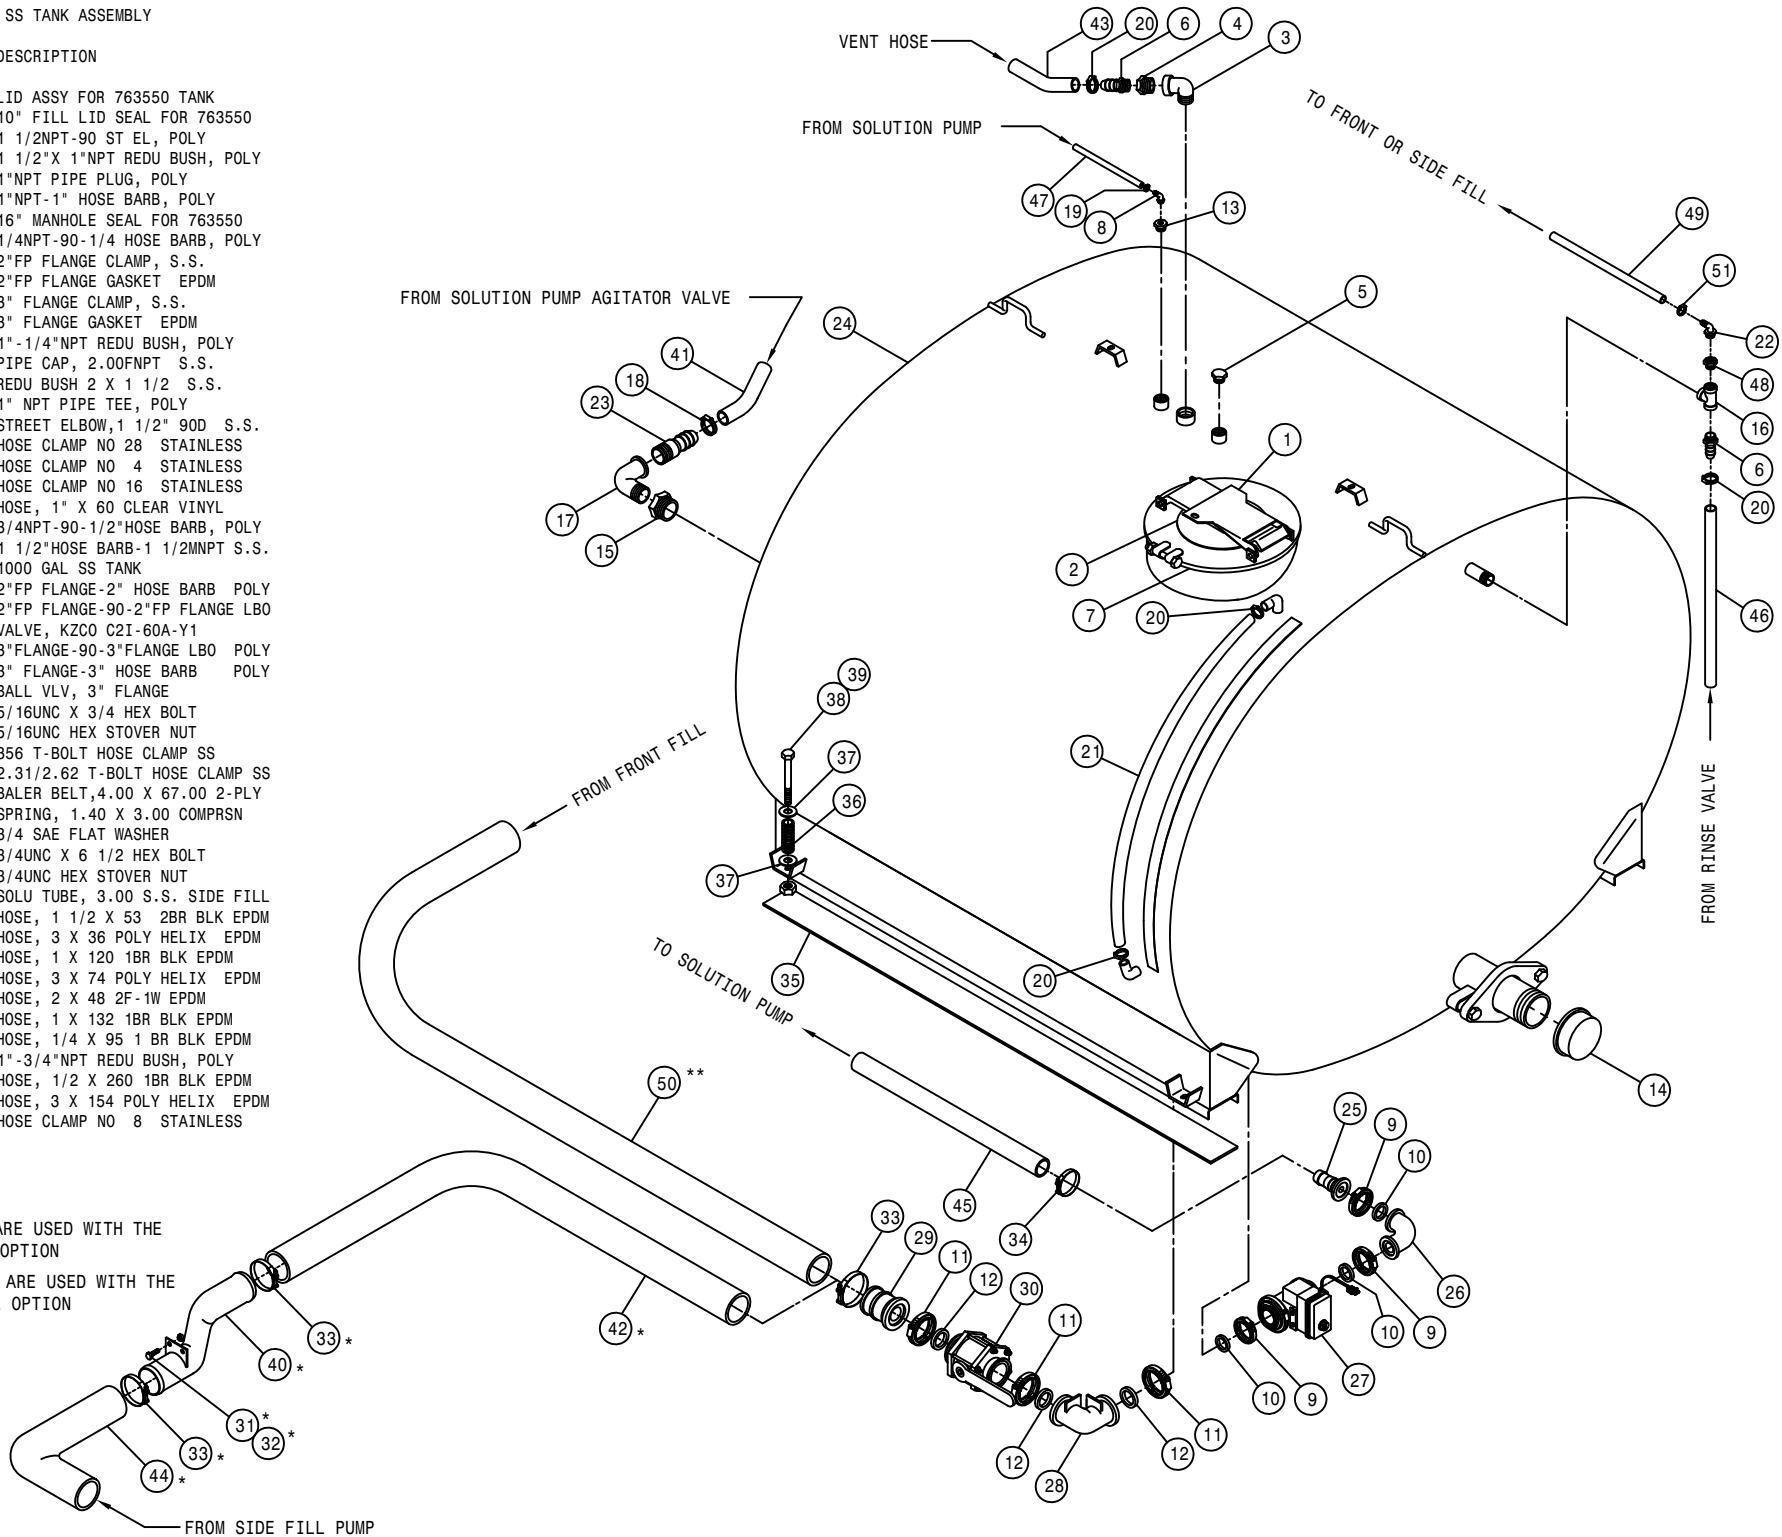 SS TANK ASSEMBLY
DESCRIPTION
LID ASSY FOR 763550 TANK
10" FILL LID SEAL FOR 763550
1 1/2NPT-90 ST EL, POLY
1 1/2"X 1"NPT REDU BUSH, POLY
1"NPT PIPE PLUG, POLY
1"NPT-1" HOSE BARB, POLY
16" MANHOLE SEAL FOR 763550
1/4NPT-90-1/4 HOSE BARB, POLY
2"FP FLANGE CLAMP, S.S.
2"FP FLANGE GASKET EPDM
3" FLANGE CLAMP, S.S.
3" FLANGE GASKET EPDM
1"-1/4"NPT REDU BUSH, POLY
PIPE CAP, 2.00FNPT S.S.
REDU BUSH 2 X 1 1/2 S.S.
1" NPT PIPE TEE, POLY
STREET ELBOW,1 1/2" 90D S.S.
HOSE CLAMP NO 28 STAINLESS
HOSE CLAMP NO 4 STAINLESS
HOSE CLAMP NO 16 STAINLESS
HOSE, 1" X 60 CLEAR VINYL
3/4NPT-90-1/2"HOSE BARB, POLY
1 1/2"HOSE BARB-1 1/2MNPT S.S.
1000 GAL SS TANK
2"FP FLANGE-2" HOSE BARB POLY
2"FP FLANGE-90-2"FP FLANGE LBO
VALVE, KZCO C2I-60A-Y1
3"FLANGE-90-3"FLANGE LBO POLY
3" FLANGE-3" HOSE BARB POLY
BALL VLV, 3" FLANGE
5/16UNC X 3/4 HEX BOLT
5/16UNC HEX STOVER NUT
356 T-BOLT HOSE CLAMP SS
2.31/2.62 T-BOLT HOSE CLAMP SS
BALER BELT,4.00 X 67.00 2-PLY
SPRING, 1.40 X 3.00 COMPRSN
3/4 SAE FLAT WASHER
3/4UNC X 6 1/2 HEX BOLT
3/4UNC HEX STOVER NUT
SOLU TUBE, 3.00 S.S. SIDE FILL
HOSE, 1 1/2 X 53 2BR BLK EPDM
HOSE, 3 X 36 POLY HELIX EPDM
HOSE, 1 X 120 1BR BLK EPDM
HOSE, 3 X 74 POLY HELIX EPDM
HOSE, 2 X 48 2F-1W EPDM
HOSE, 1 X 132 1BR BLK EPDM
HOSE, 1/4 X 95 1 BR BLK EPDM
1"-3/4"NPT REDU BUSH, POLY
HOSE, 1/2 X 260 1BR BLK EPDM
HOSE, 3 X 154 POLY HELIX EPDM
HOSE CLAMP NO 8 STAINLESS
ARE USED WITH THE
OPTION
ARE USED WITH THE
OPTION
VENT HOSE
43
20
6
4
3
FROM SOLUTION PUMP
47
19
8
13
TO FRONT OR SIDE FILL
49
51
22
48
16
6
20
46
FROM RINSE VALVE
FROM SOLUTION PUMP AGITATOR VALVE
24
5
41
18
23
17
15
1
2
7
20
21
20
39
38
37
36
37
35
FROM FRONT FILL
TO SOLUTION PUMP
14
50 **
45
34
25
9
10
26
9
10
27
9
10
33
29
11
12
30
11
12
28
12
11
42 *
33 *
40 *
31 *
32 *
33 *
44 *
FROM SIDE FILL PUMP